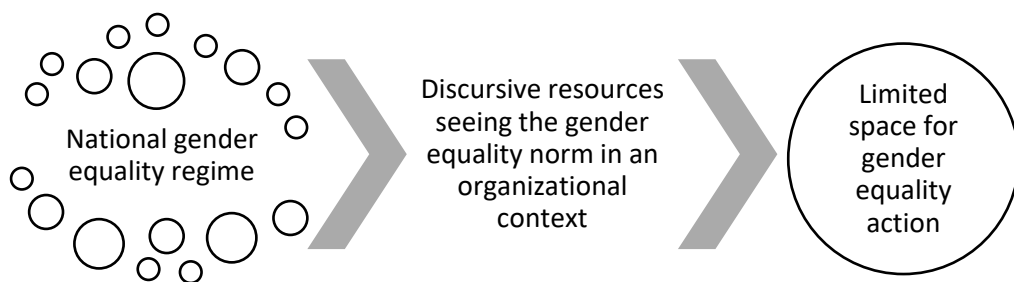 National gender
equality regime
Discursive resources
seeing the gender
equality norm in an
organizational
context
Limited
space for
gender
equality
action